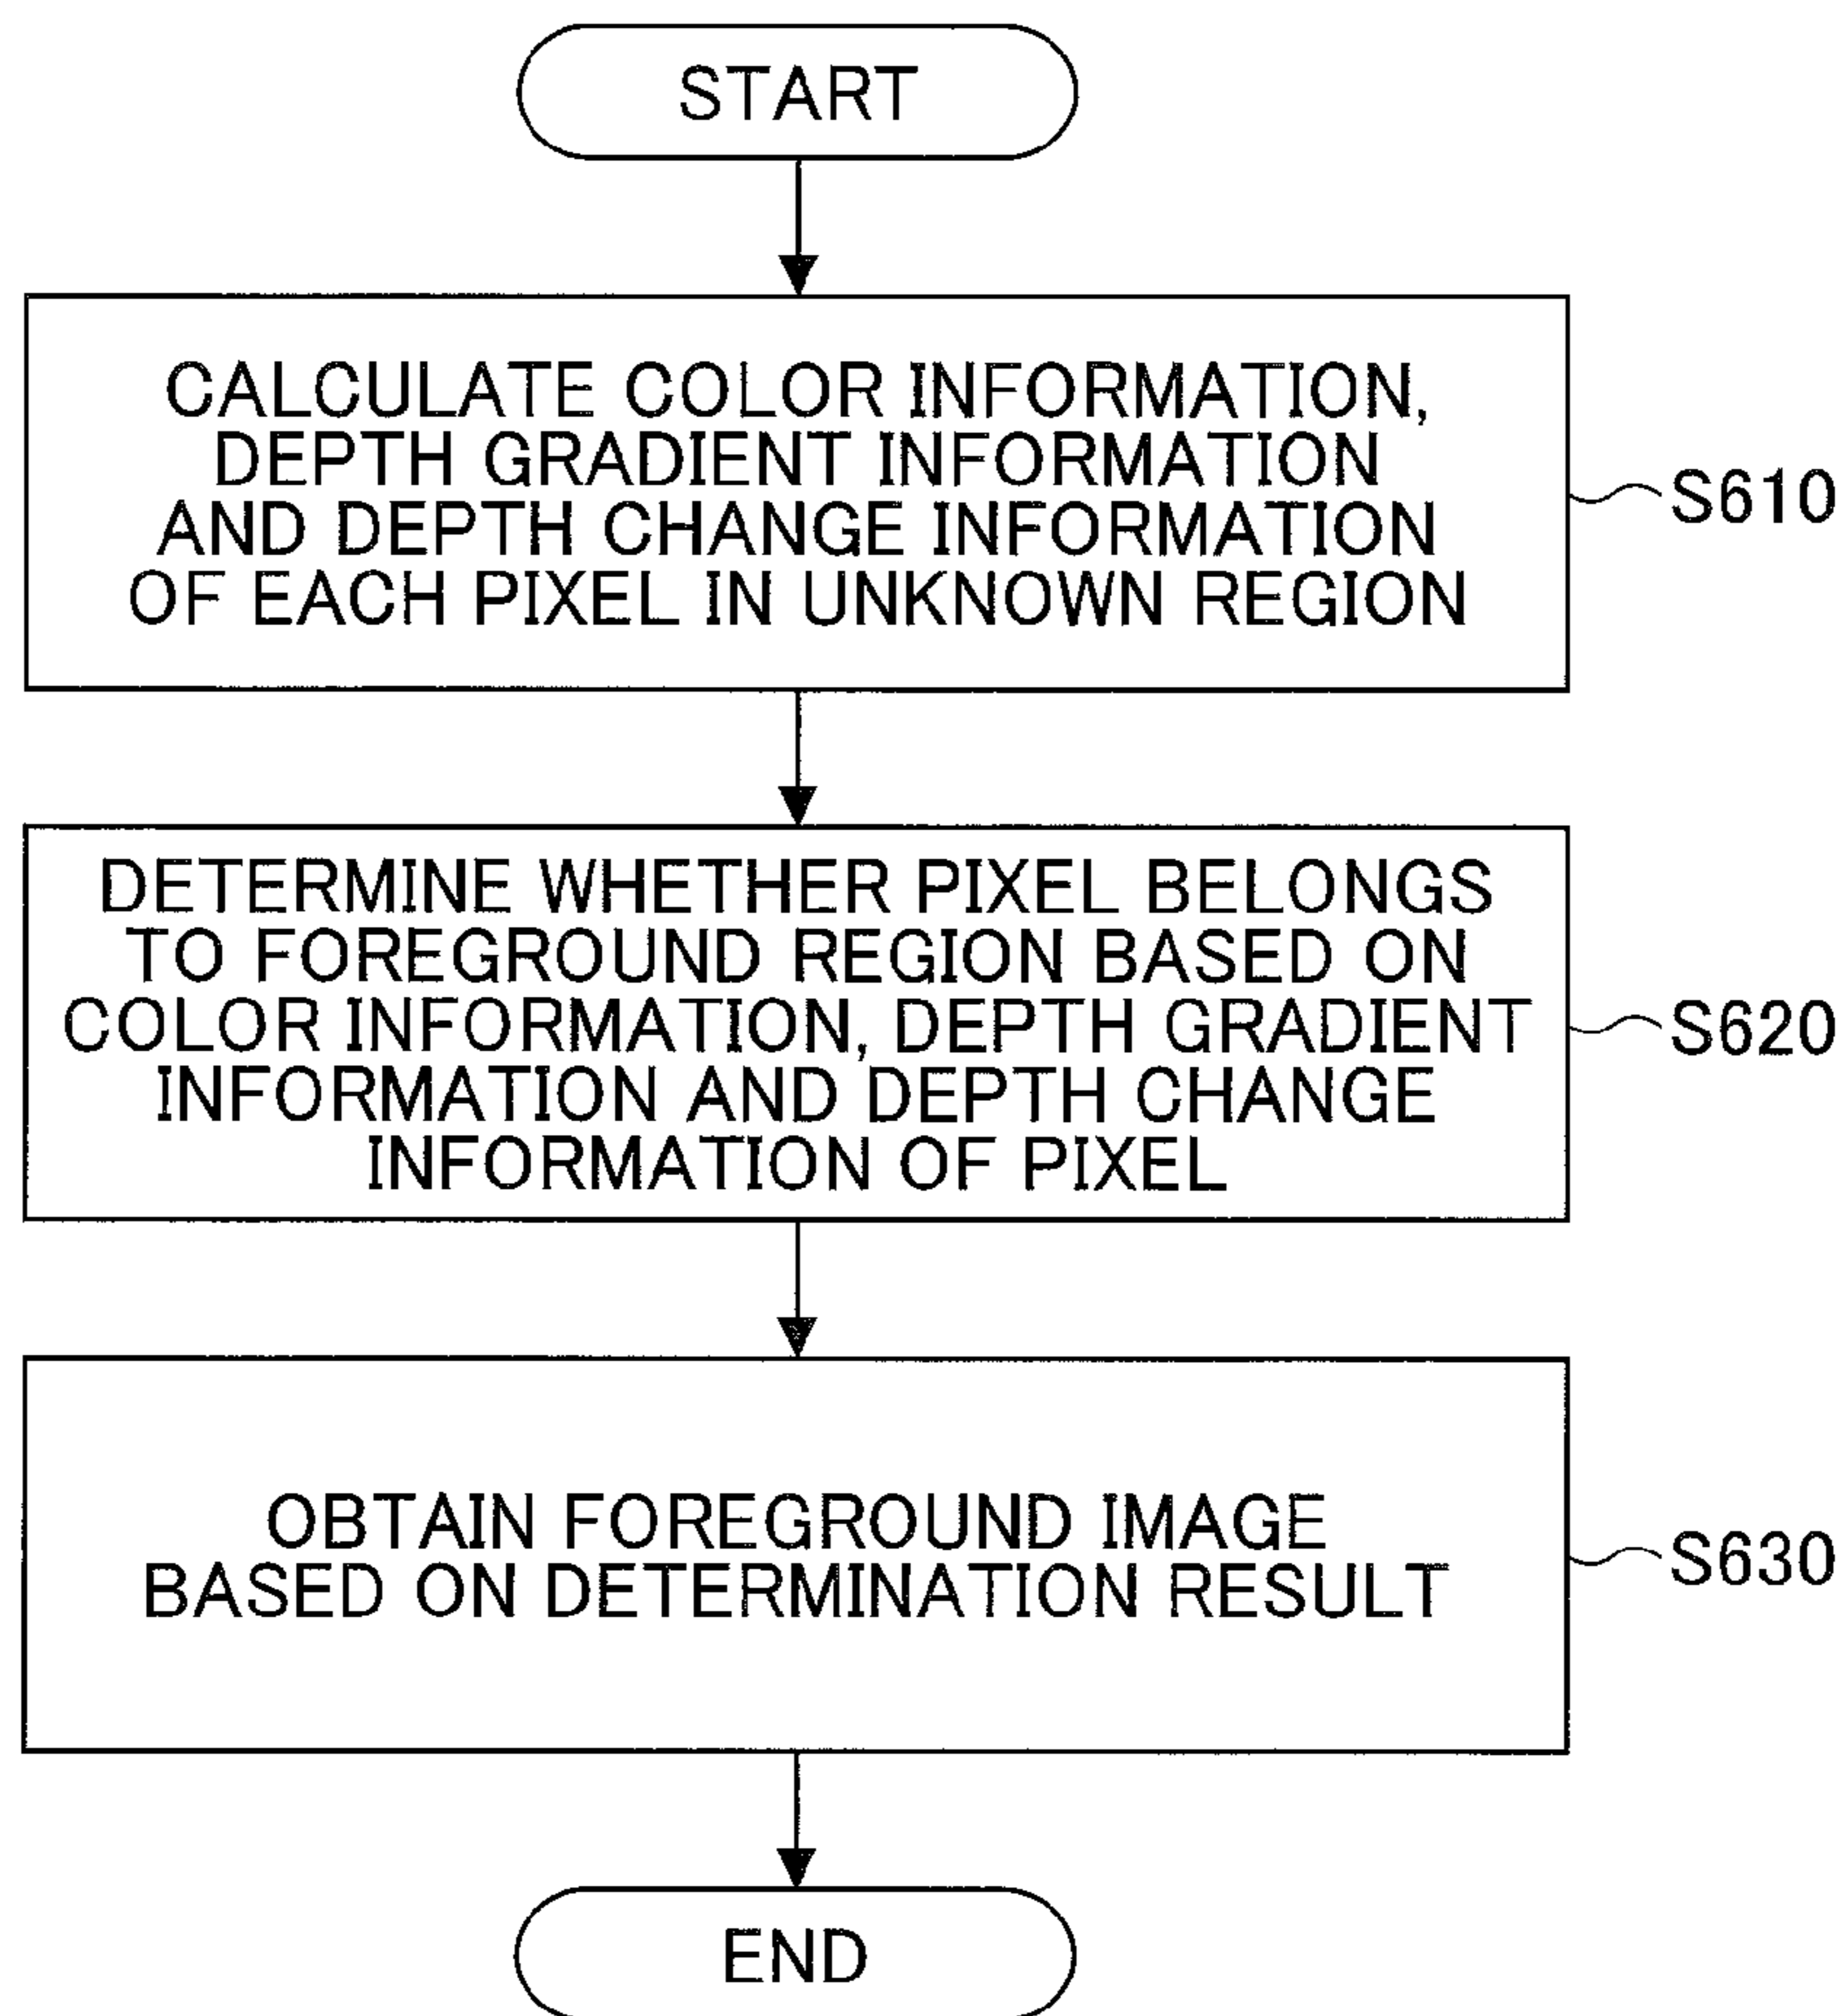 START
CALCULATE COLOR INFORMATION,
DEPTH GRADIENT INFORMATION
AND DEPTH CHANGE INFORMATION
OF EACH PIXEL IN UNKNOWN REGION
S610
DETERMINE WHETHER PIXEL BELONGS
TO FOREGROUND REGION BASED ON
COLOR INFORMATION, DEPTH GRADIENT
INFORMATION AND DEPTH CHANGE
INFORMATION OF PIXEL
S620
OBTAIN FOREGROUND IMAGE
BASED ON DETERMINATION RESULT
S630
END